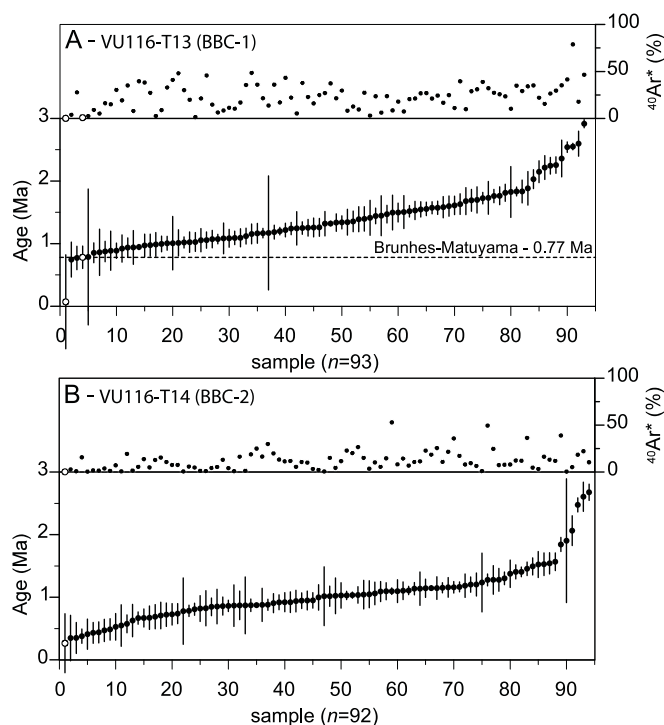 A - VU116-T13 (BBC-1)
100
50
0
⁴⁰Ar* (%)
3
2
1
0
Age (Ma)
Brunhes-Matuyama - 0.77 Ma
0 10 20 30 40 50 60 70 80 90
sample (n=93)
B - VU116-T14 (BBC-2)
100
50
0
⁴⁰Ar* (%)
3
2
1
0
Age (Ma)
0 10 20 30 40 50 60 70 80 90
sample (n=92)